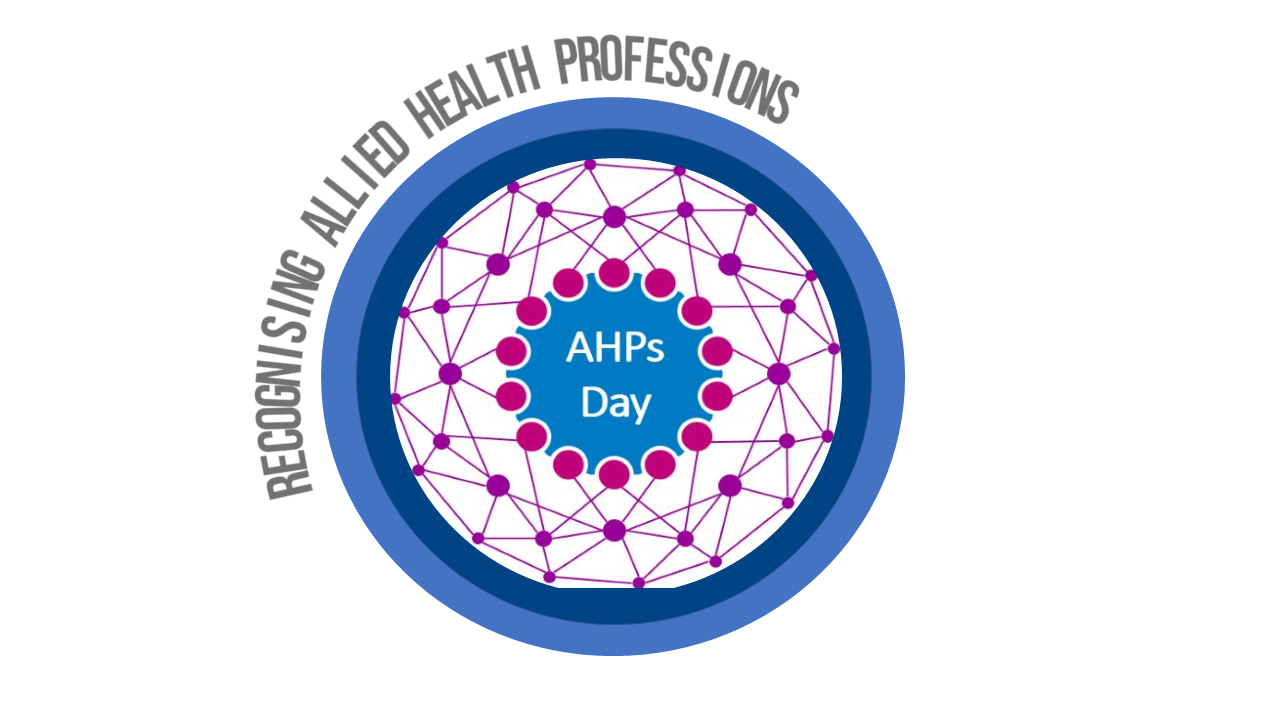 RECOGNISING ALLIED HEALTH PROFESSIONS
AHPs
Day